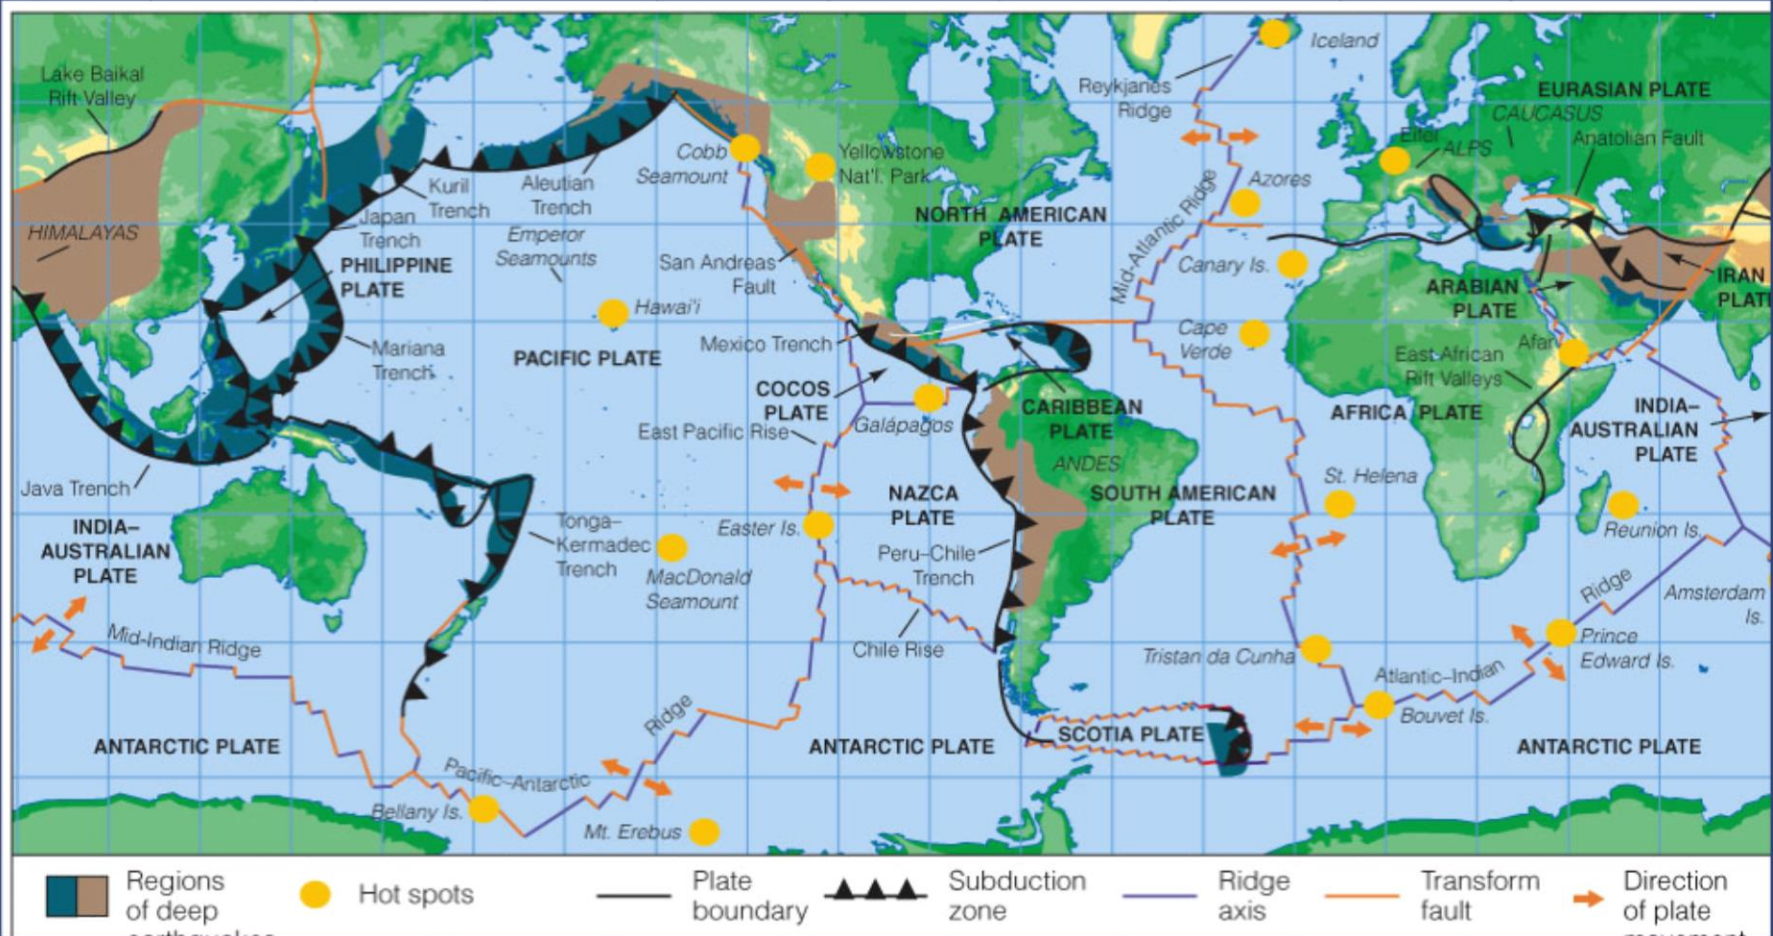 Lake Baikal
Rift Valley
HIMALAYAS
Kuril
Trench
Japan
Trench
Aleutian
Trench
Emperor
Seamounts
PHILIPPINE
PLATE
Mariana
Trench
Hawai'i
PACIFIC PLATE
Java Trench
INDIA–
AUSTRALIAN
PLATE
Mid-Indian Ridge
ANTARCTIC PLATE
Tonga–
Kermadec
Trench
MacDonald
Seamount
Pacific–Antarctic
Ridge
Bellany Is.
Mt. Erebus
Cobb
Seamount
Yellowstone
Nat'l. Park
San Andreas
Fault
Mexico Trench
COCOS
PLATE
East Pacific Rise
Galápagos
Easter Is.
NAZCA
PLATE
Peru–Chile
Trench
Chile Rise
ANTARCTIC PLATE
NORTH AMERICAN
PLATE
CARIBBEAN
PLATE
ANDES
SOUTH AMERICAN
PLATE
SCOTIA PLATE
Iceland
Reykjanes
Ridge
Azores
Mid-Atlantic Ridge
Canary Is.
Cape
Verde
EURASIAN PLATE
CAUCASUS
Eifel
ALPS
Anatolian Fault
ARABIAN
PLATE
IRAN
Afar
East African
Rift Valleys
AFRICA PLATE
INDIA–
AUSTRALIAN
PLATE
St. Helena
Reunion Is.
Tristan da Cunha
Atlantic–Indian
Ridge
Bouvet Is.
Prince
Edward Is.
Amsterdam
Is.
ANTARCTIC PLATE
Regions
of deep
Hot spots
Plate
boundary
Subduction
zone
Ridge
axis
Transform
fault
Direction
of plate